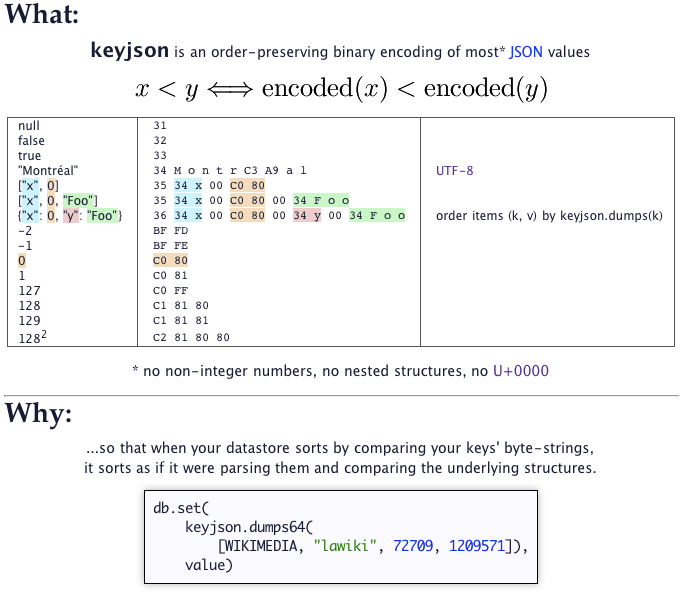 What:
keyjson is an order-preserving binary encoding of most* JSON values
x < y ⟺ encoded(x) < encoded(y)
null 31
false 32
true 33
"Montréal" 34 M o n t r C3 A9 a l UTF-8
["x", 0] 35 34 x 00 C0 80
["x", 0, "Foo"] 35 34 x 00 C0 80 00 34 F o o
{"x": 0, "y": "Foo"} 36 34 x 00 C0 80 00 34 y 00 34 F o o order items (k, v) by keyjson.dumps(k)
-2 BF FD
-1 BF FE
0 C0 80
1 C0 81
127 C0 FF
128 C1 81 80
129 C1 81 81
128² C2 81 80 80
* no non-integer numbers, no nested structures, no U+0000
Why:
...so that when your datastore sorts by comparing your keys' byte-strings,
it sorts as if it were parsing them and comparing the underlying structures.
db.set(
    keyjson.dumps64(
        [WIKIMEDIA, "lawiki", 72709, 1209571]),
    value)